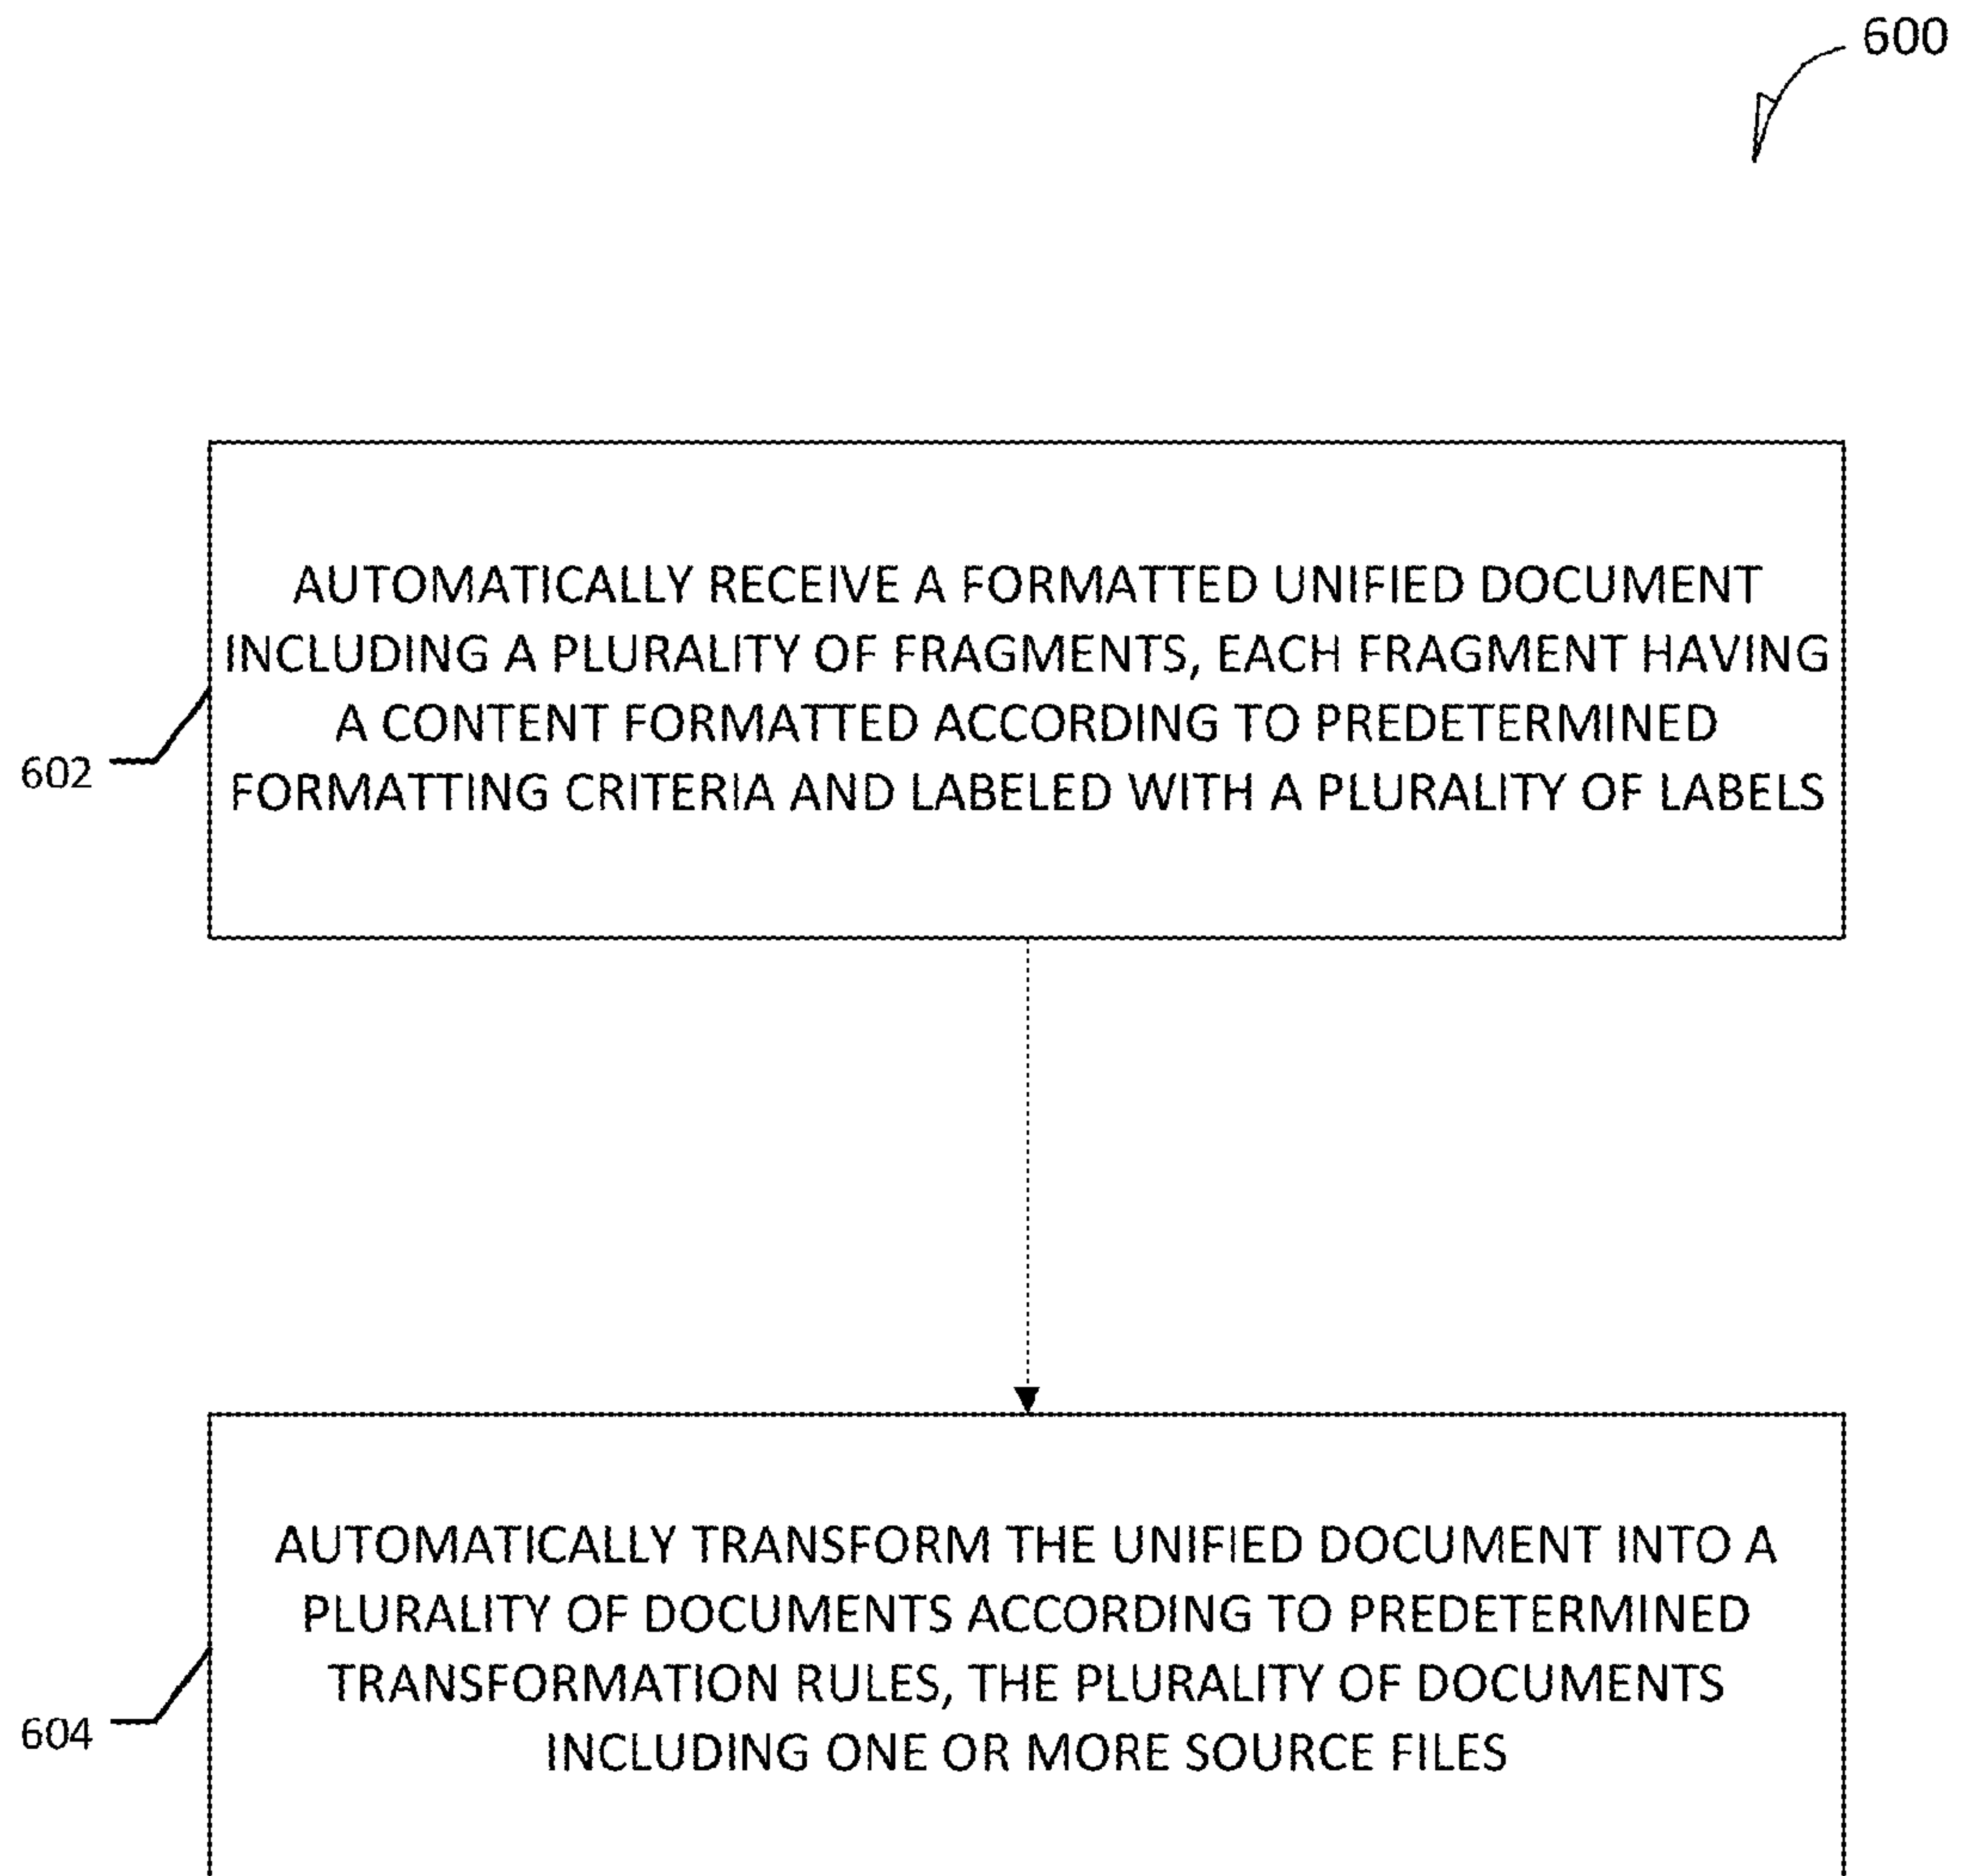 600
AUTOMATICALLY RECEIVE A FORMATTED UNIFIED DOCUMENT
INCLUDING A PLURALITY OF FRAGMENTS, EACH FRAGMENT HAVING
A CONTENT FORMATTED ACCORDING TO PREDETERMINED
FORMATTING CRITERIA AND LABELED WITH A PLURALITY OF LABELS
602
AUTOMATICALLY TRANSFORM THE UNIFIED DOCUMENT INTO A
PLURALITY OF DOCUMENTS ACCORDING TO PREDETERMINED
TRANSFORMATION RULES, THE PLURALITY OF DOCUMENTS
INCLUDING ONE OR MORE SOURCE FILES
604